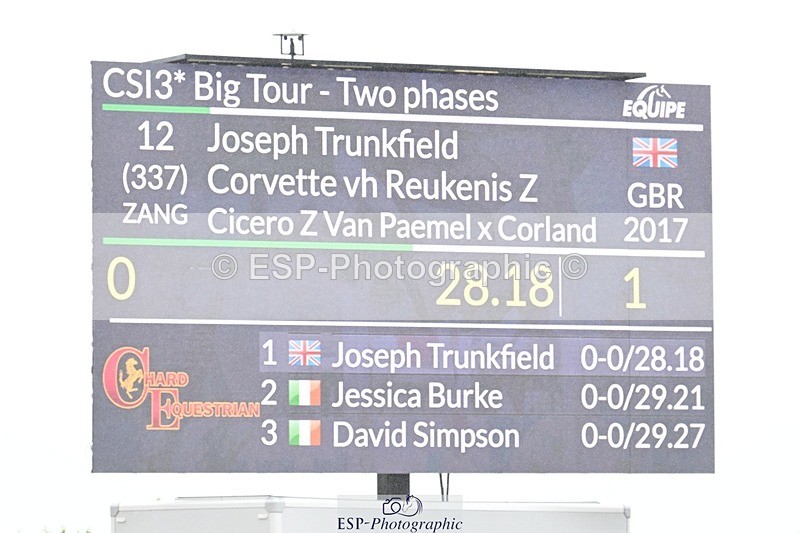 CSI3* Big Tour - Two phases
EQUIPE
12 Joseph Trunkfield
(337) Corvette vh Reukenis Z GBR
ZANG Cicero Z Van Paemel x Corland 2017
© ESP-Photographic ©
0 28.18 1
1 Joseph Trunkfield 0-0/28.18
2 Jessica Burke 0-0/29.21
3 David Simpson 0-0/29.27
CHARD
EQUESTRIAN
ESP-Photographic